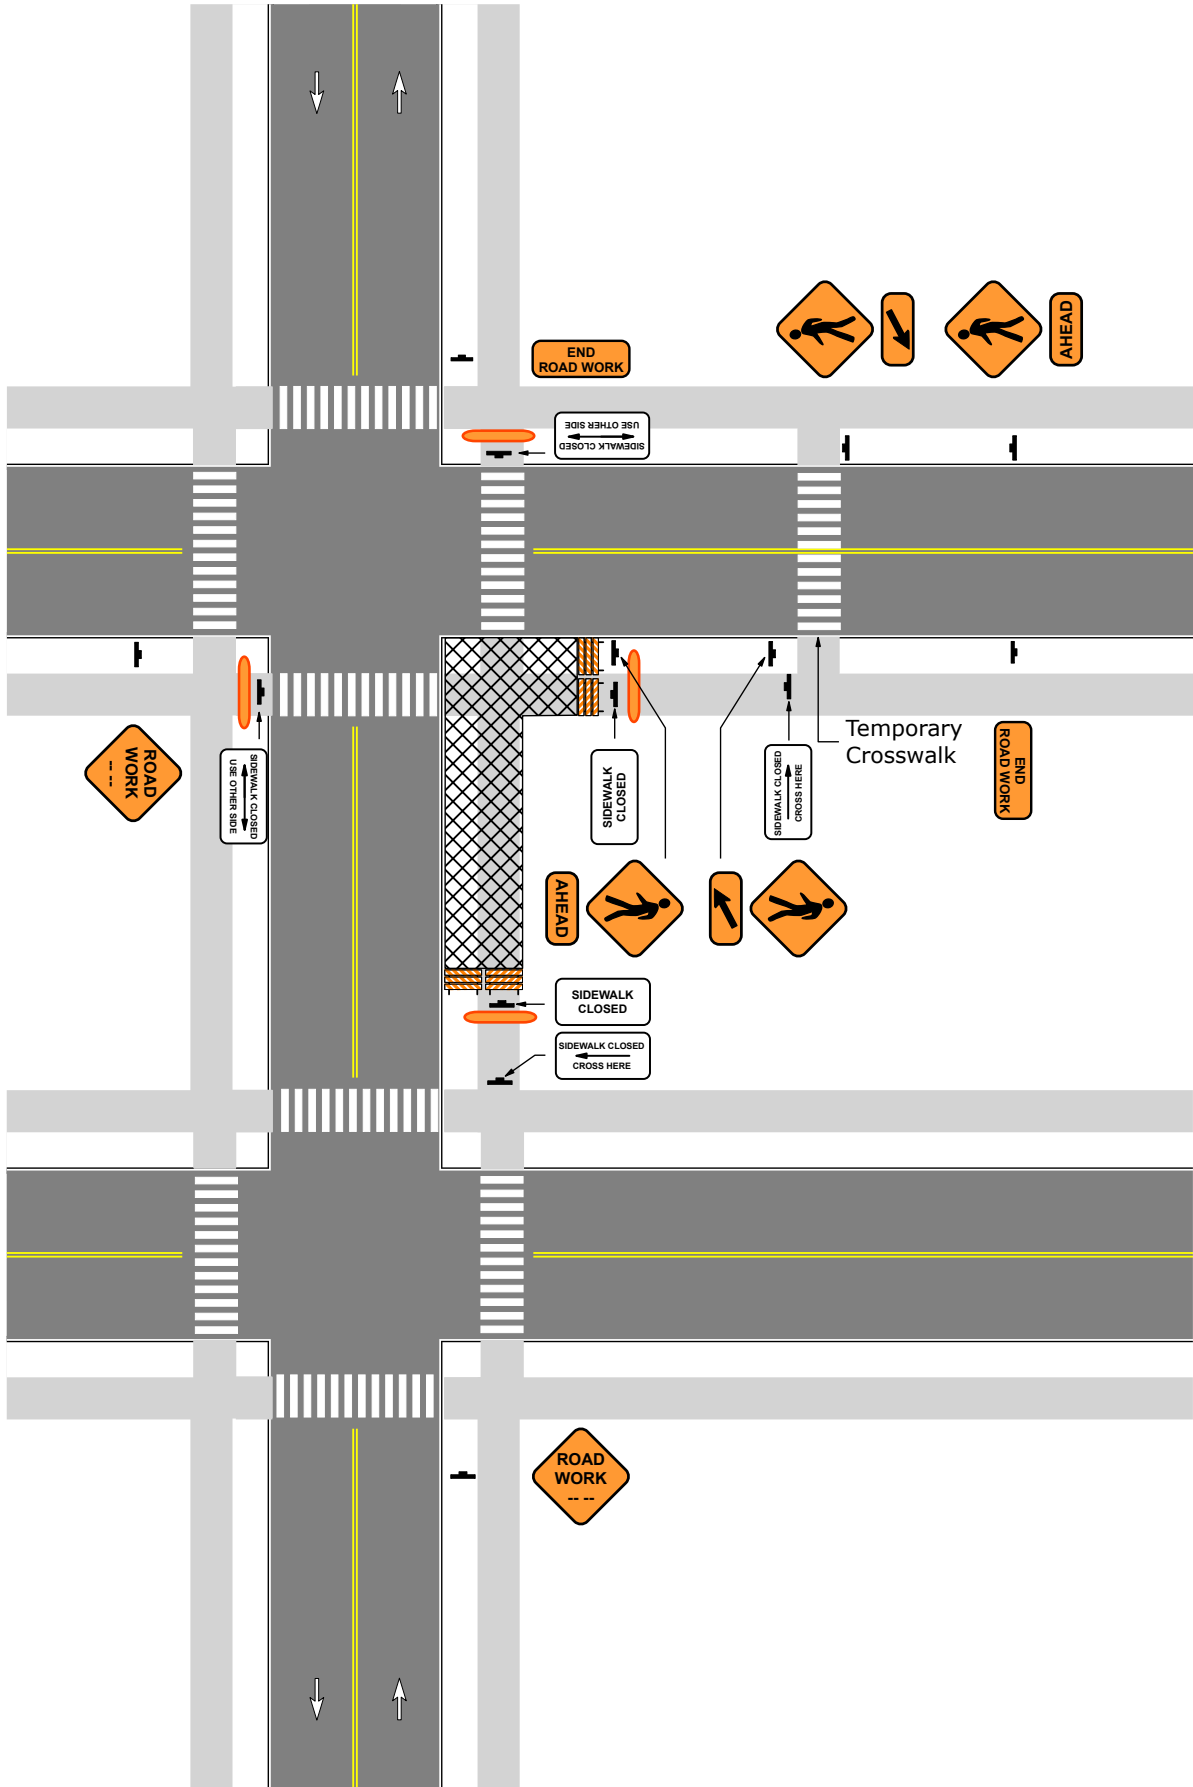 END
ROAD WORK
AHEAD
SIDEWALK CLOSED
USE OTHER SIDE
ROAD
WORK
-- --
SIDEWALK CLOSED
USE OTHER SIDE
SIDEWALK
CLOSED
SIDEWALK CLOSED
CROSS HERE
Temporary
Crosswalk
END
ROAD WORK
AHEAD
SIDEWALK
CLOSED
SIDEWALK CLOSED
CROSS HERE
ROAD
WORK
-- --